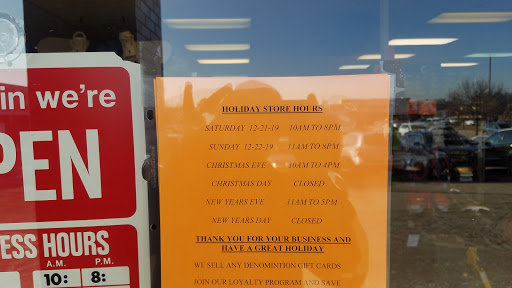 in we're
PEN
ESS HOURS
A.M. P.M.
10: 8:
HOLIDAY STORE HOURS
SATURDAY 12-21-19 10AM TO 8PM
SUNDAY 12-22-19 11AM TO 8PM
CHRISTMAS EVE 10AM TO 4PM
CHRISTMAS DAY CLOSED
NEW YEARS EVE 11AM TO 8PM
NEW YEARS DAY CLOSED
THANK YOU FOR YOUR BUSINESS AND
HAVE A GREAT HOLIDAY
WE SELL ANY DENOMINTION GIFT CARDS
JOIN OUR LOYALTY PROGRAM AND SAVE